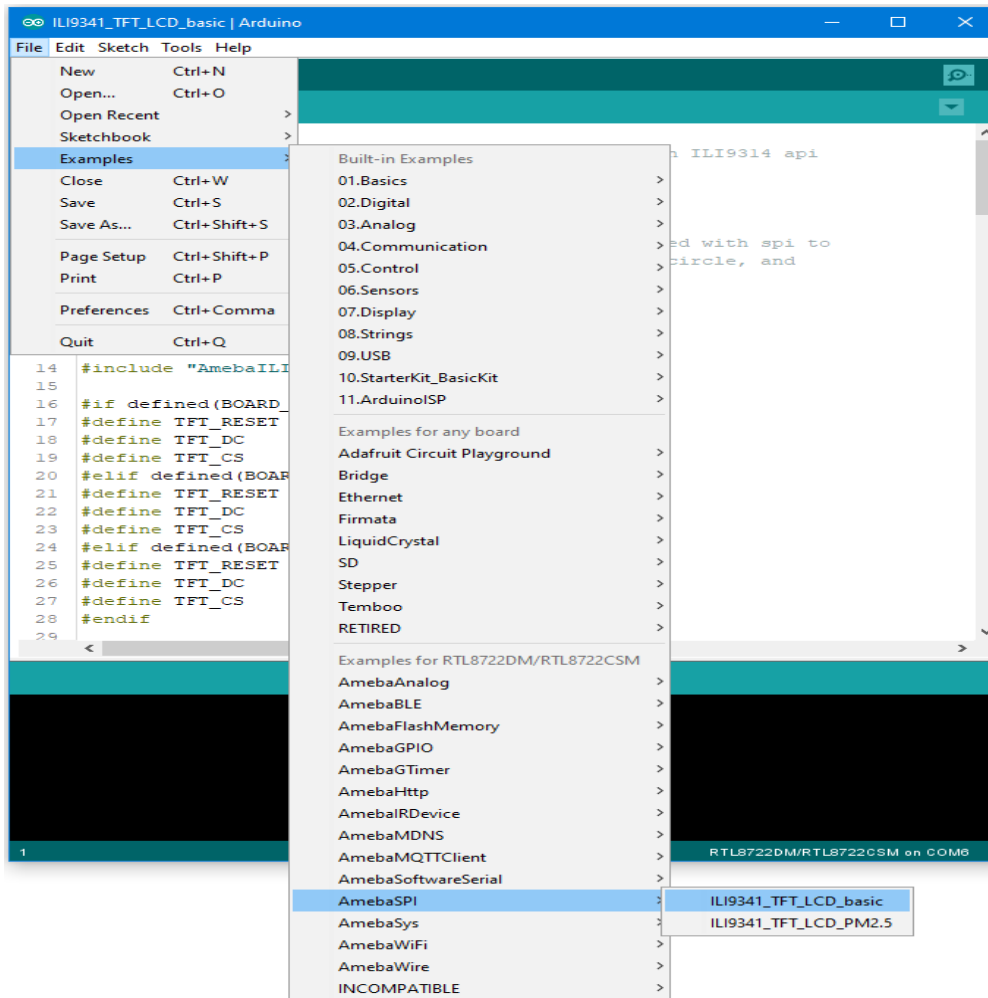 ILI9341_TFT_LCD_basic | Arduino
File Edit Sketch Tools Help
New Ctrl+N
Open... Ctrl+O
Open Recent >
Sketchbook >
Examples >
Close Ctrl+W
Save Ctrl+S
Save As... Ctrl+Shift+S
Page Setup Ctrl+Shift+P
Print Ctrl+P
Preferences Ctrl+Comma
Quit Ctrl+Q
Built-in Examples
01.Basics >
02.Digital >
03.Analog >
04.Communication >
05.Control >
06.Sensors >
07.Display >
08.Strings >
09.USB >
10.StarterKit_BasicKit >
11.ArduinoISP >
Examples for any board
Adafruit Circuit Playground >
Bridge >
Ethernet >
Firmata >
LiquidCrystal >
SD >
Stepper >
Temboo >
RETIRED >
Examples for RTL8722DM/RTL8722CSM
AmebaAnalog >
AmebaBLE >
AmebaFlashMemory >
AmebaGPIO >
AmebaGTimer >
AmebaHttp >
AmebaIRDevice >
AmebaMDNS >
AmebaMQTTClient >
AmebaSoftwareSerial >
AmebaSPI >
AmebaSys >
AmebaWiFi >
AmebaWire >
INCOMPATIBLE >
ILI9341_TFT_LCD_basic
ILI9341_TFT_LCD_PM2.5
n ILI9314 api
ed with spi to
circle, and
14 #include "AmebaILI
15
16 #if defined(BOARD_
17 #define TFT_RESET
18 #define TFT_DC
19 #define TFT_CS
20 #elif defined(BOAR
21 #define TFT_RESET
22 #define TFT_DC
23 #define TFT_CS
24 #elif defined(BOAR
25 #define TFT_RESET
26 #define TFT_DC
27 #define TFT_CS
28 #endif
29
1 RTL8722DM/RTL8722CSM on COM6